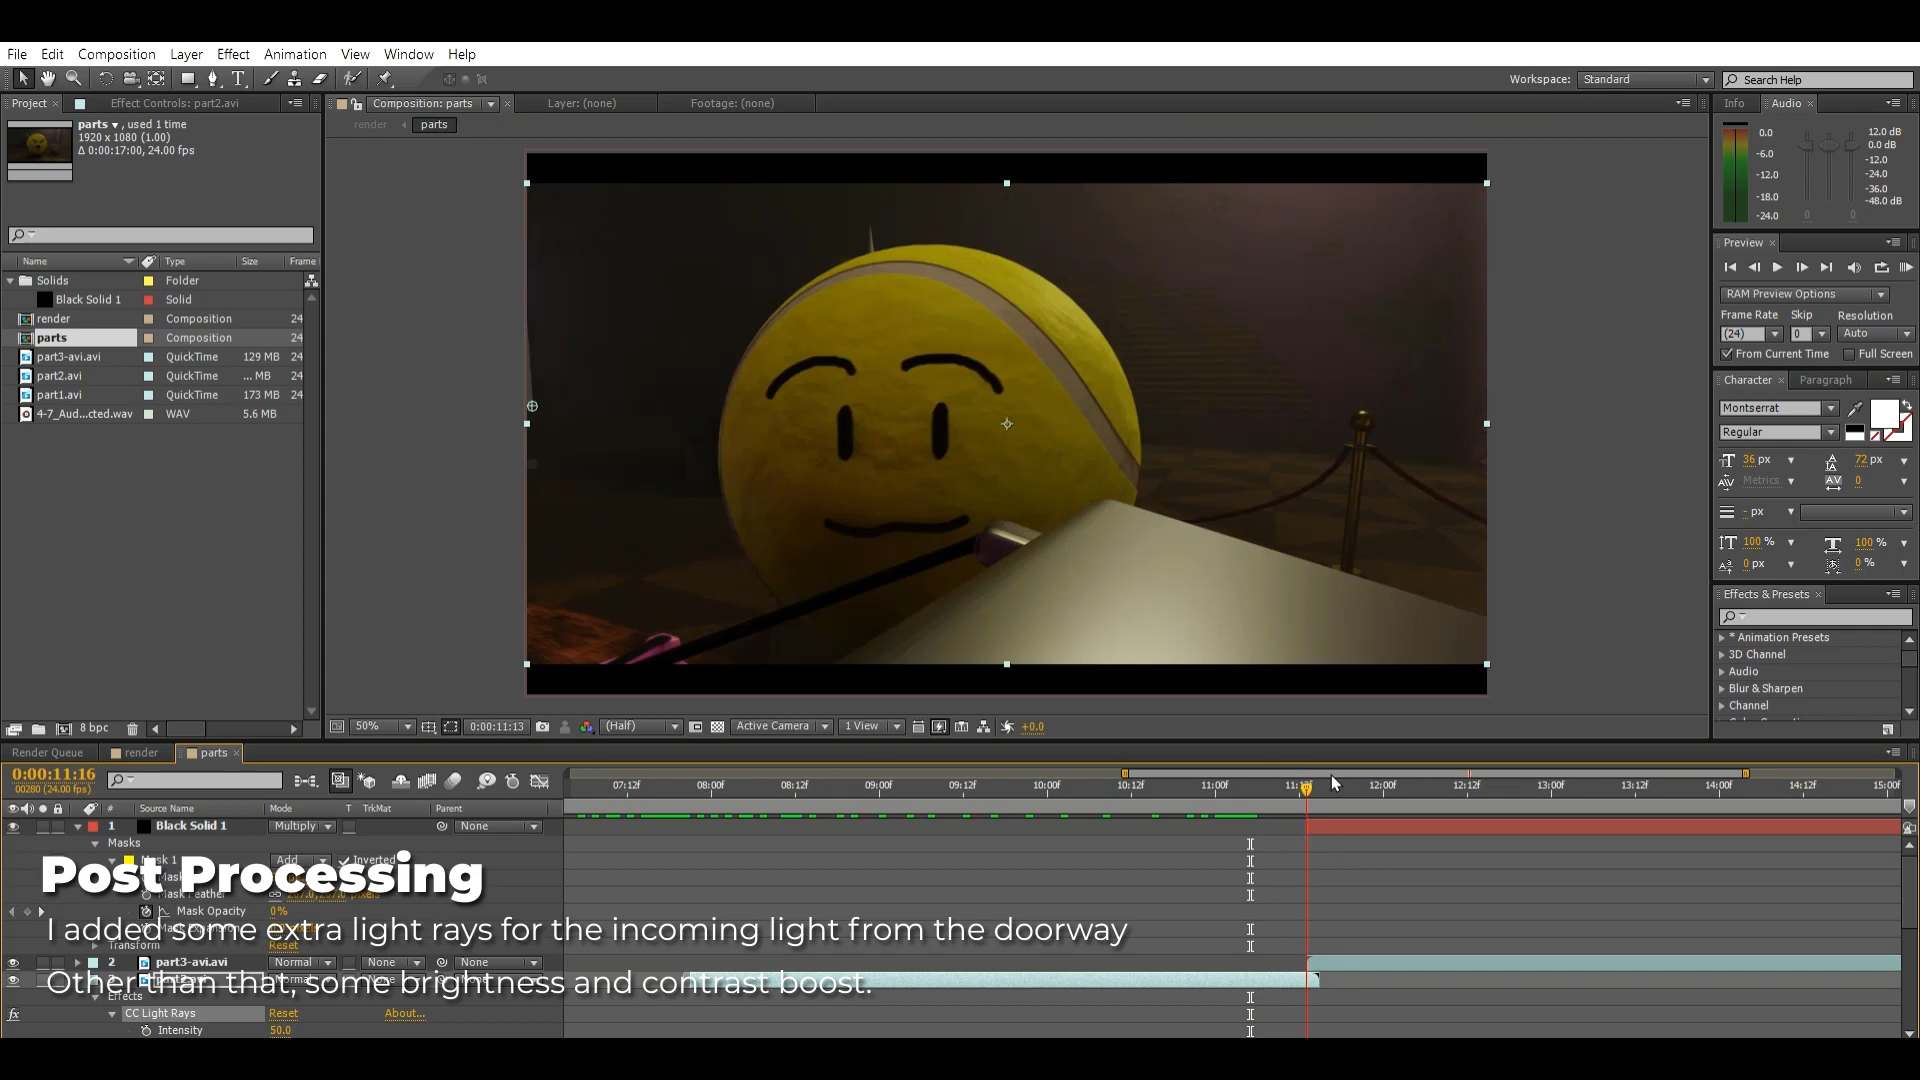 File Edit Composition Layer Effect Animation View Window Help
Workspace: Standard Search Help
Project Effect Controls: part2.avi
Composition: parts Layer: (none) Footage: (none)
Info Audio
parts , used 1 time
1920 x 1080 (1.00)
Δ 0:00:17:00, 24.00 fps
render parts
0.0 12.0 dB
0.0 dB
-6.0 -12.0
-12.0 -24.0
-18.0 -36.0
-24.0 -48.0 dB
0 0
Preview
Name Type Size Frame
Solids Folder
Black Solid 1 Solid
render Composition 24
parts Composition 24
part3-avi.avi QuickTime 129 MB 24
part2.avi QuickTime ... MB 24
part1.avi QuickTime 173 MB 24
4-7_Aud...cted.wav WAV 5.6 MB
RAM Preview Options
Frame Rate Skip Resolution
(24) 0 Auto
From Current Time Full Screen
Character Paragraph
Montserrat
Regular
36 px 72 px
Metrics 0
- px
100 % 100 %
0 px 0 %
Effects & Presets
* Animation Presets
3D Channel
Audio
Blur & Sharpen
Channel
8 bpc
50% 0:00:11:13 (Half) Active Camera 1 View +0.0
Render Queue render parts
0:00:11:16
00280 (24.00 fps)
07:12f 08:00f 08:12f 09:00f 09:12f 10:00f 10:12f 11:00f 12:00f 12:12f 13:00f 13:12f 14:00f 14:12f 15:00f
# Source Name Mode T TrkMat Parent
1 Black Solid 1 Multiply None
Masks
Mask 1 Add Inverted
Post Processing
Mask Opacity 0%
I added some extra light rays for the incoming light from the doorway
Transform Reset
2 part3-avi.avi Normal None None
Other than that, some brightness and contrast boost.
Effects
fx CC Light Rays Reset About...
Intensity 50.0